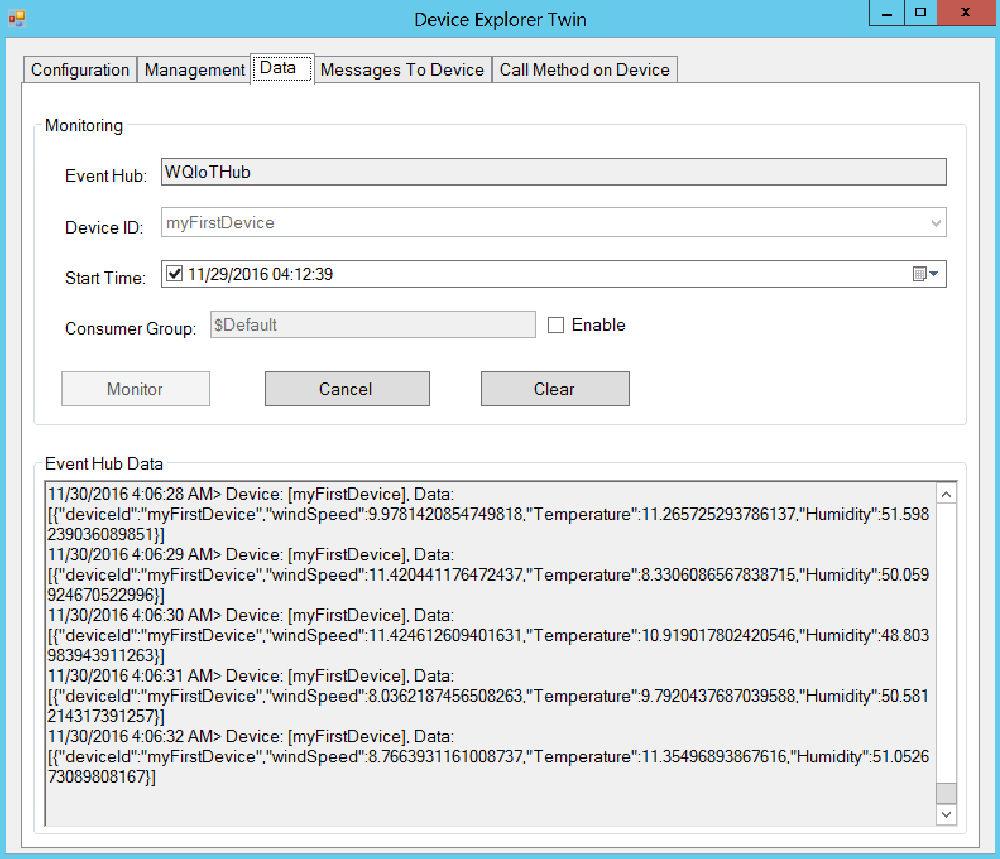 Device Explorer Twin
Configuration Management Data Messages To Device Call Method on Device
Monitoring
Event Hub: WQIoTHub
Device ID: myFirstDevice
Start Time: 11/29/2016 04:12:39
Consumer Group: $Default Enable
Monitor Cancel Clear
Event Hub Data
11/30/2016 4:06:28 AM> Device: [myFirstDevice], Data:
[{"deviceId":"myFirstDevice","windSpeed":9.9781420854749818,"Temperature":11.265725293786137,"Humidity":51.598
239036089851}]
11/30/2016 4:06:29 AM> Device: [myFirstDevice], Data:
[{"deviceId":"myFirstDevice","windSpeed":11.420441176472437,"Temperature":8.3306086567838715,"Humidity":50.059
924670522996}]
11/30/2016 4:06:30 AM> Device: [myFirstDevice], Data:
[{"deviceId":"myFirstDevice","windSpeed":11.424612609401631,"Temperature":10.919017802420546,"Humidity":48.803
983943911263}]
11/30/2016 4:06:31 AM> Device: [myFirstDevice], Data:
[{"deviceId":"myFirstDevice","windSpeed":8.0362187456508263,"Temperature":9.7920437687039588,"Humidity":50.581
214317391257}]
11/30/2016 4:06:32 AM> Device: [myFirstDevice], Data:
[{"deviceId":"myFirstDevice","windSpeed":8.7663931161008737,"Temperature":11.35496893867616,"Humidity":51.0526
73089808167}]